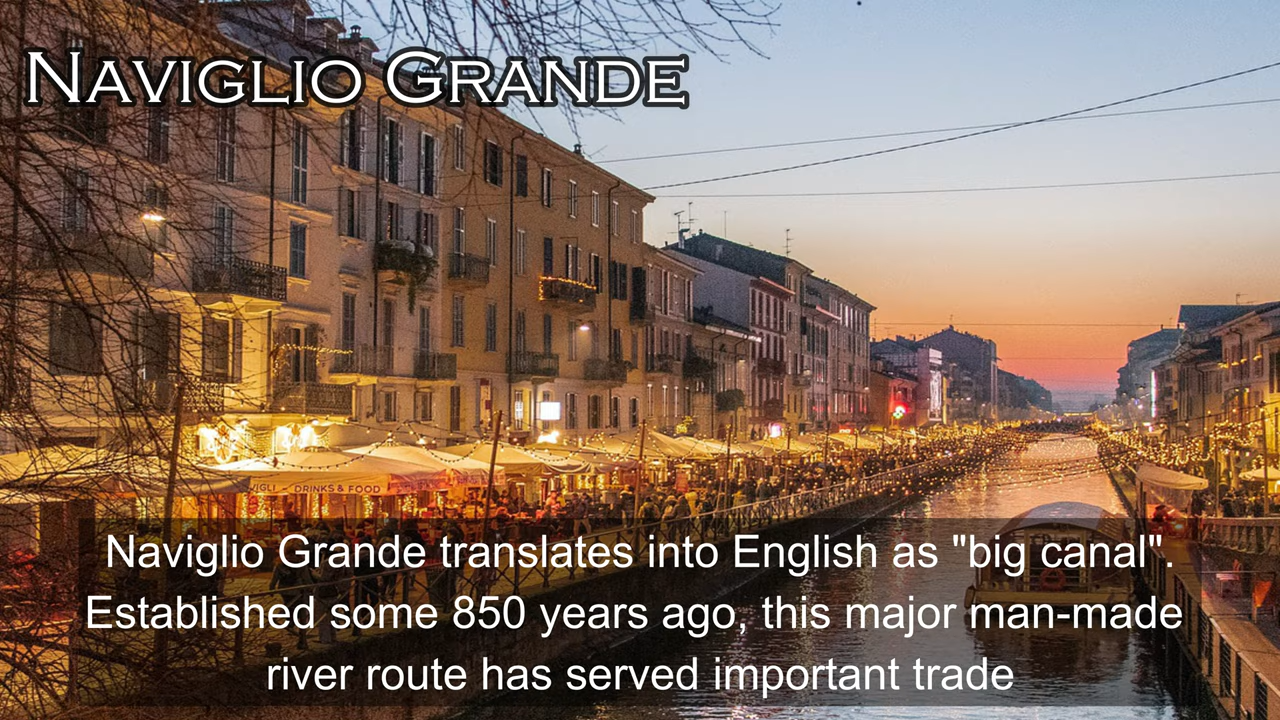 NAVIGLIO GRANDE
VIGLI - DRINKS & FOOD
Naviglio Grande translates into English as "big canal".
Established some 850 years ago, this major man-made
river route has served important trade